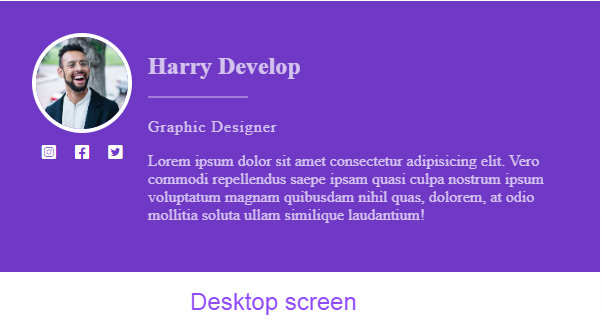 Harry Develop
Graphic Designer
Lorem ipsum dolor sit amet consectetur adipisicing elit. Vero
commodi repellendus saepe ipsam quasi culpa nostrum ipsum
voluptatum magnam quibusdam nihil quas, dolorem, at odio
mollitia soluta ullam similique laudantium!
Desktop screen